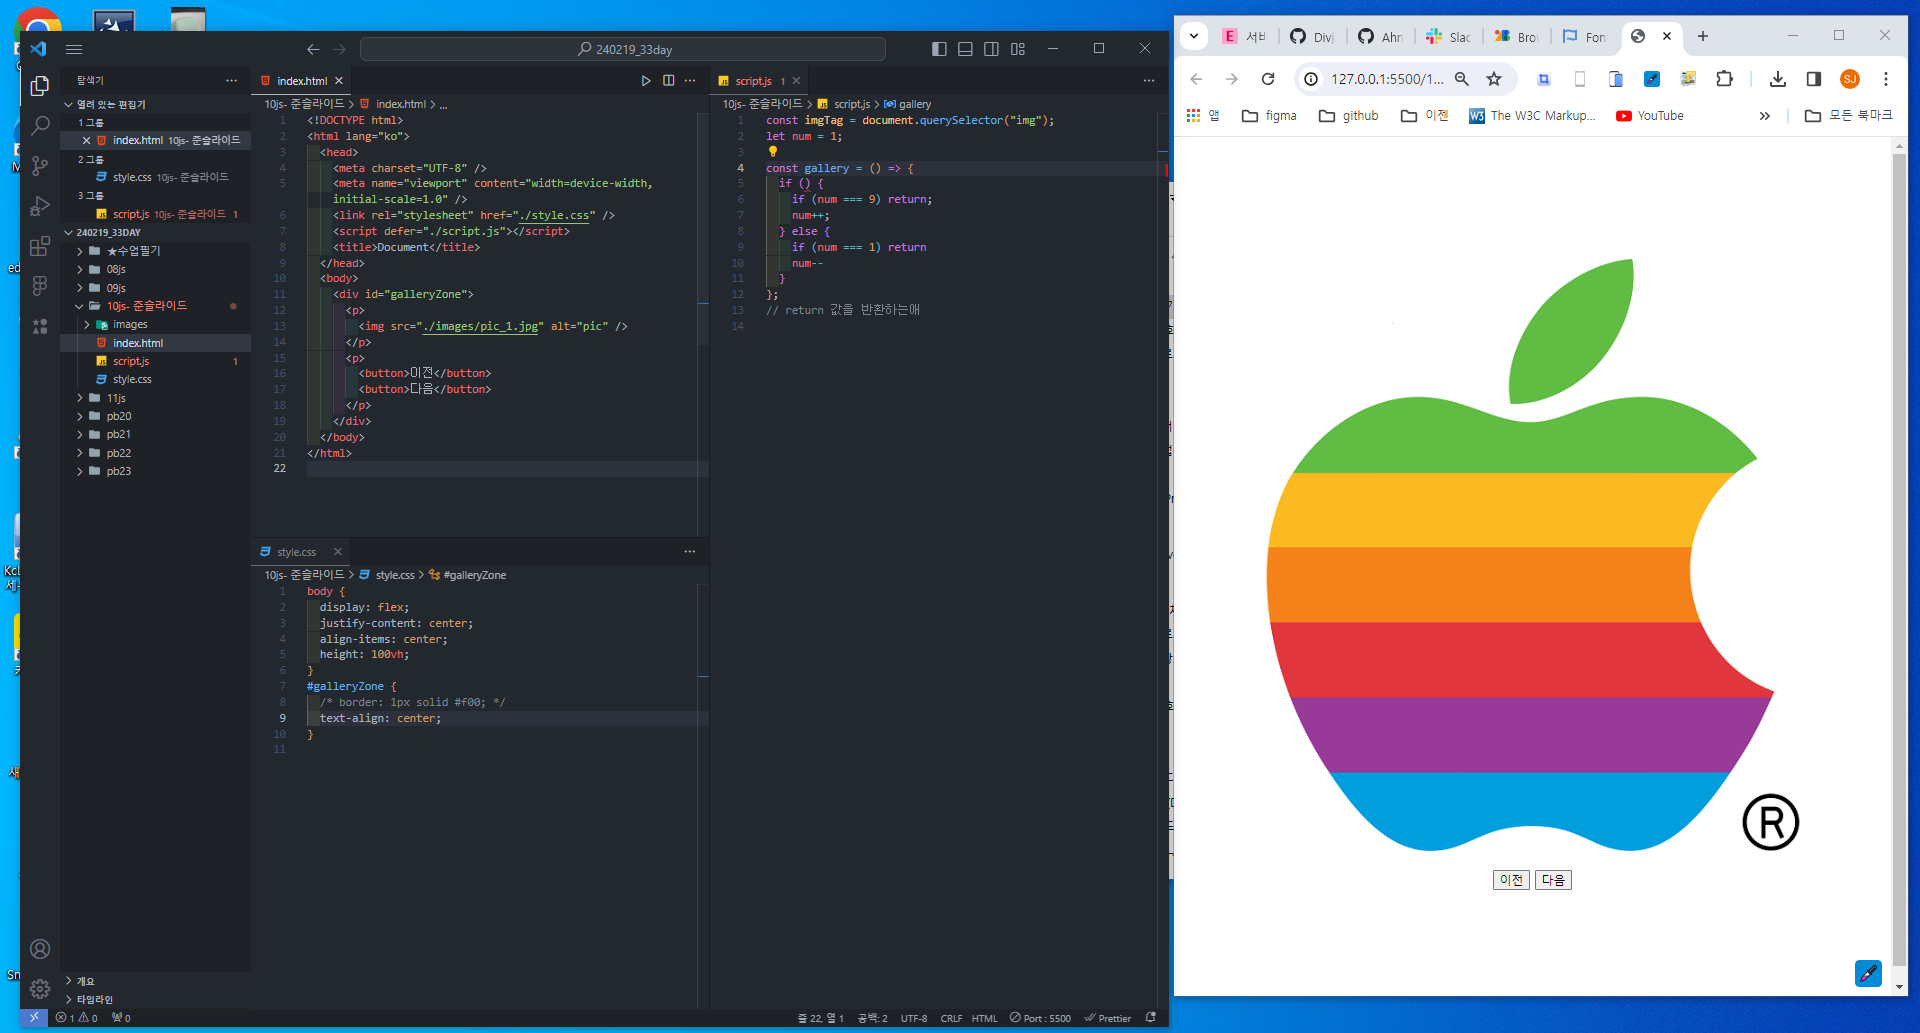 240219_33day
탐색기
열려 있는 편집기
1 그룹
index.html 10js- 준슬라이드
2 그룹
style.css 10js- 준슬라이드
3 그룹
script.js 10js- 준슬라이드 1
240219_33DAY
★수업필기
08js
09js
10js- 준슬라이드
images
index.html
script.js 1
style.css
11js
pb20
pb21
pb22
pb23
개요
타임라인
index.html
10js- 준슬라이드 > index.html > ...
1 <!DOCTYPE html>
2 <html lang="ko">
3 <head>
4 <meta charset="UTF-8" />
5 <meta name="viewport" content="width=device-width,
initial-scale=1.0" />
6 <link rel="stylesheet" href="./style.css" />
7 <script defer="./script.js"></script>
8 <title>Document</title>
9 </head>
10 <body>
11 <div id="galleryZone">
12 <p>
13 <img src="./images/pic_1.jpg" alt="pic" />
14 </p>
15 <p>
16 <button>이전</button>
17 <button>다음</button>
18 </p>
19 </div>
20 </body>
21 </html>
22
style.css
10js- 준슬라이드 > style.css > #galleryZone
1 body {
2 display: flex;
3 justify-content: center;
4 align-items: center;
5 height: 100vh;
6 }
7 #galleryZone {
8 /* border: 1px solid #f00; */
9 text-align: center;
10 }
11
script.js 1
10js- 준슬라이드 > script.js > gallery
1 const imgTag = document.querySelector("img");
2 let num = 1;
3
4 const gallery = () => {
5 if () {
6 if (num === 9) return;
7 num++;
8 } else {
9 if (num === 1) return
10 num--
11 }
12 };
13 // return 값을 반환하는애
14
1 0 0
줄 22, 열 1 공백: 2 UTF-8 CRLF HTML Port : 5500 Prettier
E 서비 Divj Ahn Slac Brow Fon
127.0.0.1:5500/1...
SJ
앱 figma github 이젠 W3 The W3C Markup... YouTube 모든 북마크
®
이전 다음